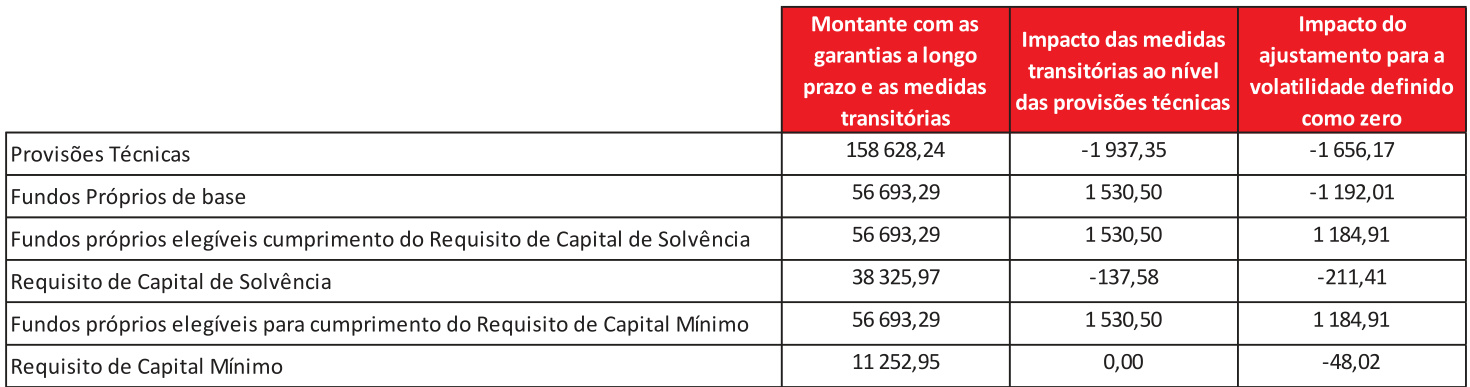 Montante com as
garantias a longo
prazo e as medidas
transitórias
Impacto das medidas
transitórias ao nível
das provisões técnicas
Impacto do
ajustamento para a
volatilidade definido
como zero
Provisões Técnicas 158 628,24 -1 937,35 -1 656,17
Fundos Próprios de base 56 693,29 1 530,50 -1 192,01
Fundos próprios elegíveis cumprimento do Requisito de Capital de Solvência 56 693,29 1 530,50 1 184,91
Requisito de Capital de Solvência 38 325,97 -137,58 -211,41
Fundos próprios elegíveis para cumprimento do Requisito de Capital Mínimo 56 693,29 1 530,50 1 184,91
Requisito de Capital Mínimo 11 252,95 0,00 -48,02